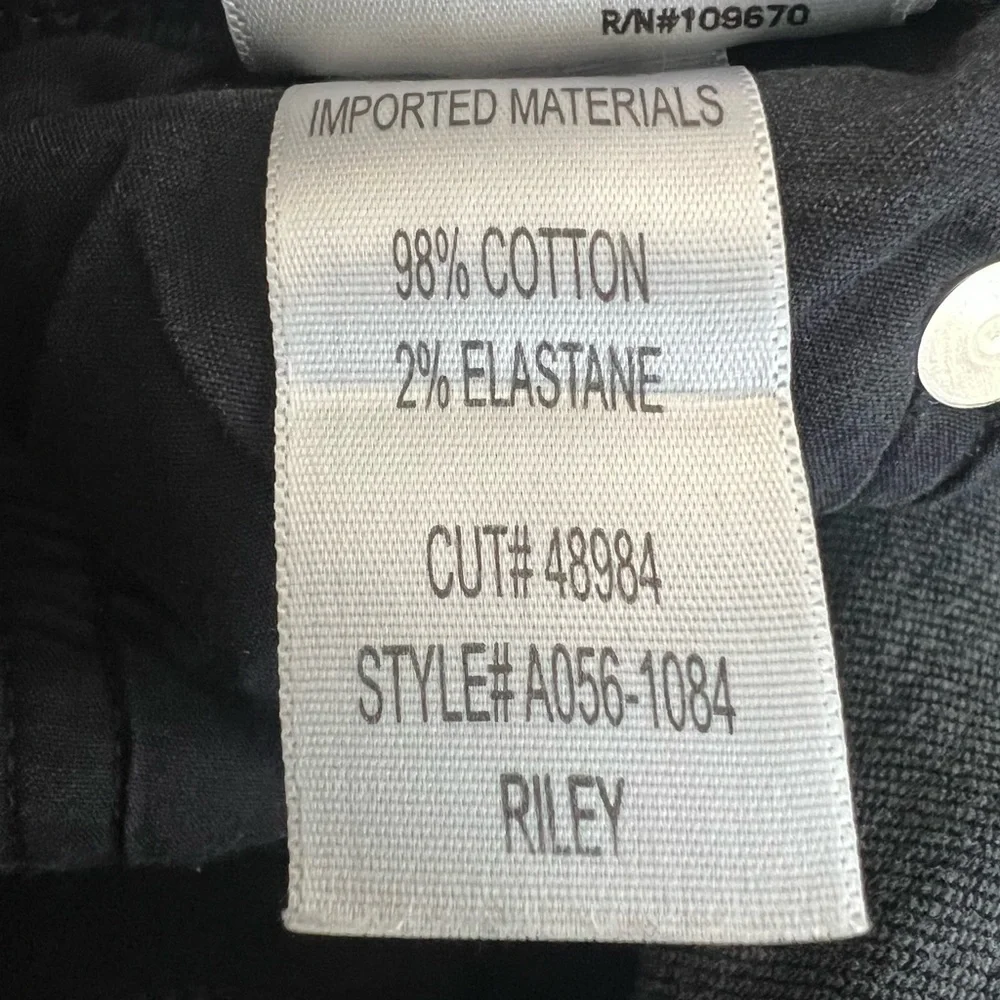 R/N#109670
IMPORTED MATERIALS
98% COTTON
2% ELASTANE
CUT# 48984
STYLE# A056-1084
RILEY